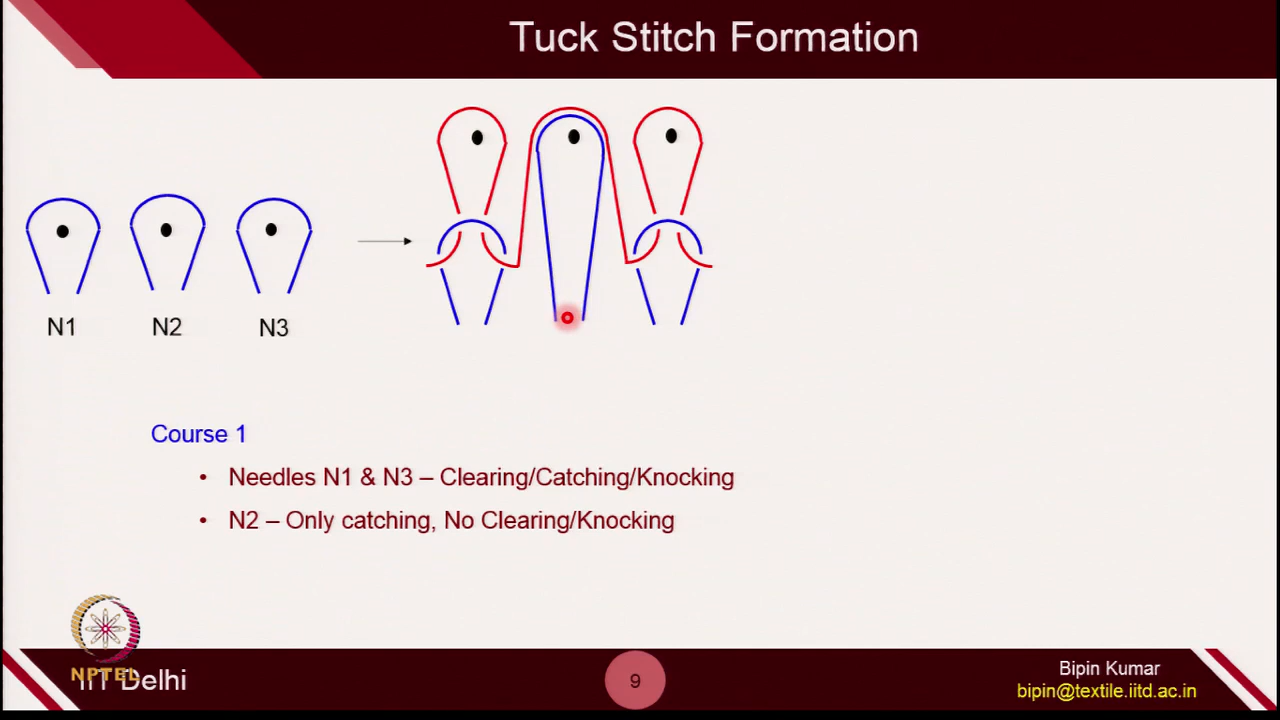 Tuck Stitch Formation
N1 N2 N3
Course 1
• Needles N1 & N3 – Clearing/Catching/Knocking
• N2 – Only catching, No Clearing/Knocking
NPTEL
IIT Delhi
9
Bipin Kumar
bipin@textile.iitd.ac.in